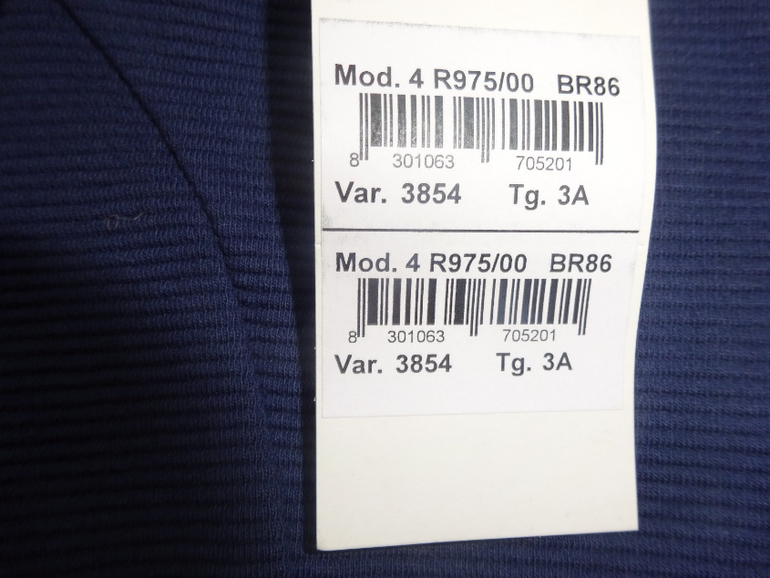 Mod. 4 R975/00 BR86
8 301063 705201
Var. 3854 Tg. 3A
Mod. 4 R975/00 BR86
8 301063 705201
Var. 3854 Tg. 3A